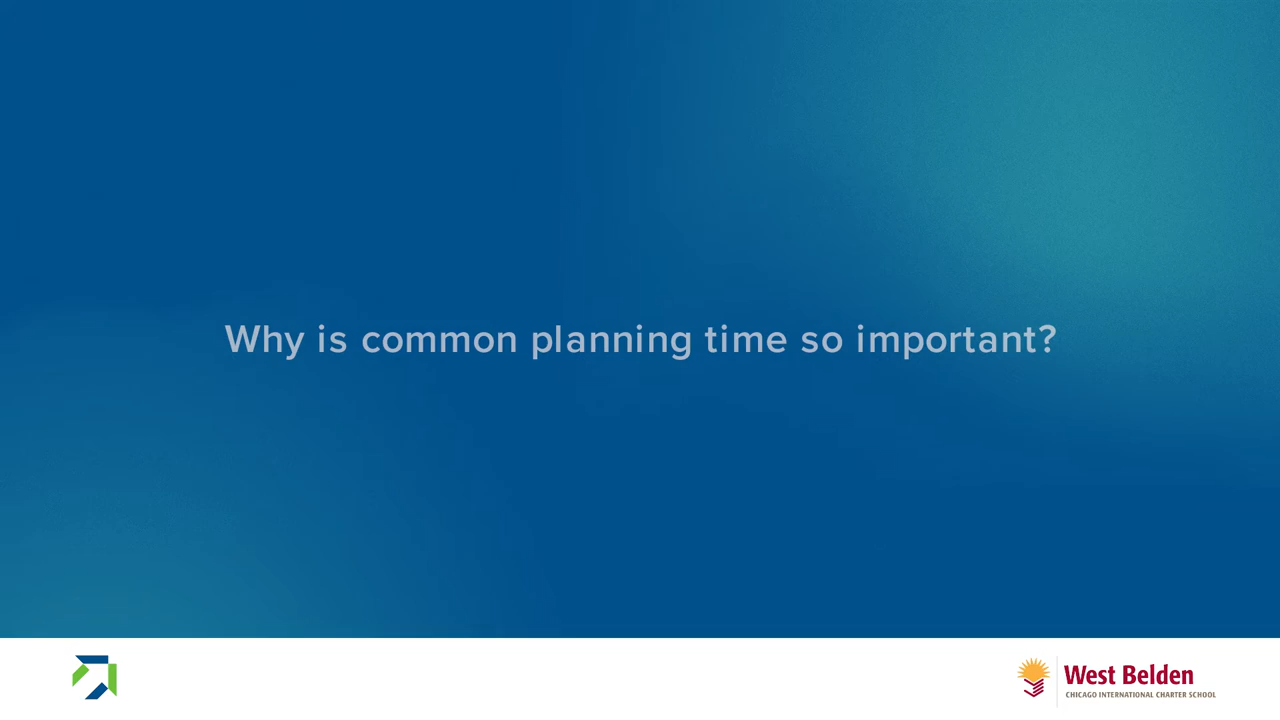 Why is common planning time so important?
West Belden
CHICAGO INTERNATIONAL CHARTER SCHOOL